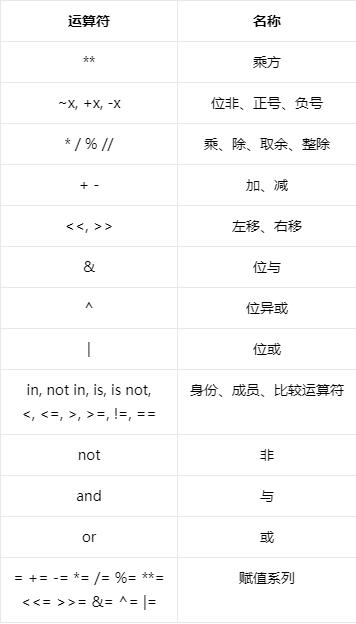 运算符 名称
** 乘方
~x, +x, -x 位非、正号、负号
* / % // 乘、除、取余、整除
+ - 加、减
<<, >> 左移、右移
& 位与
^ 位异或
| 位或
in, not in, is, is not, 身份、成员、比较运算符
<, <=, >, >=, !=, ==
not 非
and 与
or 或
= += -= *= /= %= **= 赋值系列
<<= >>= &= ^= |=